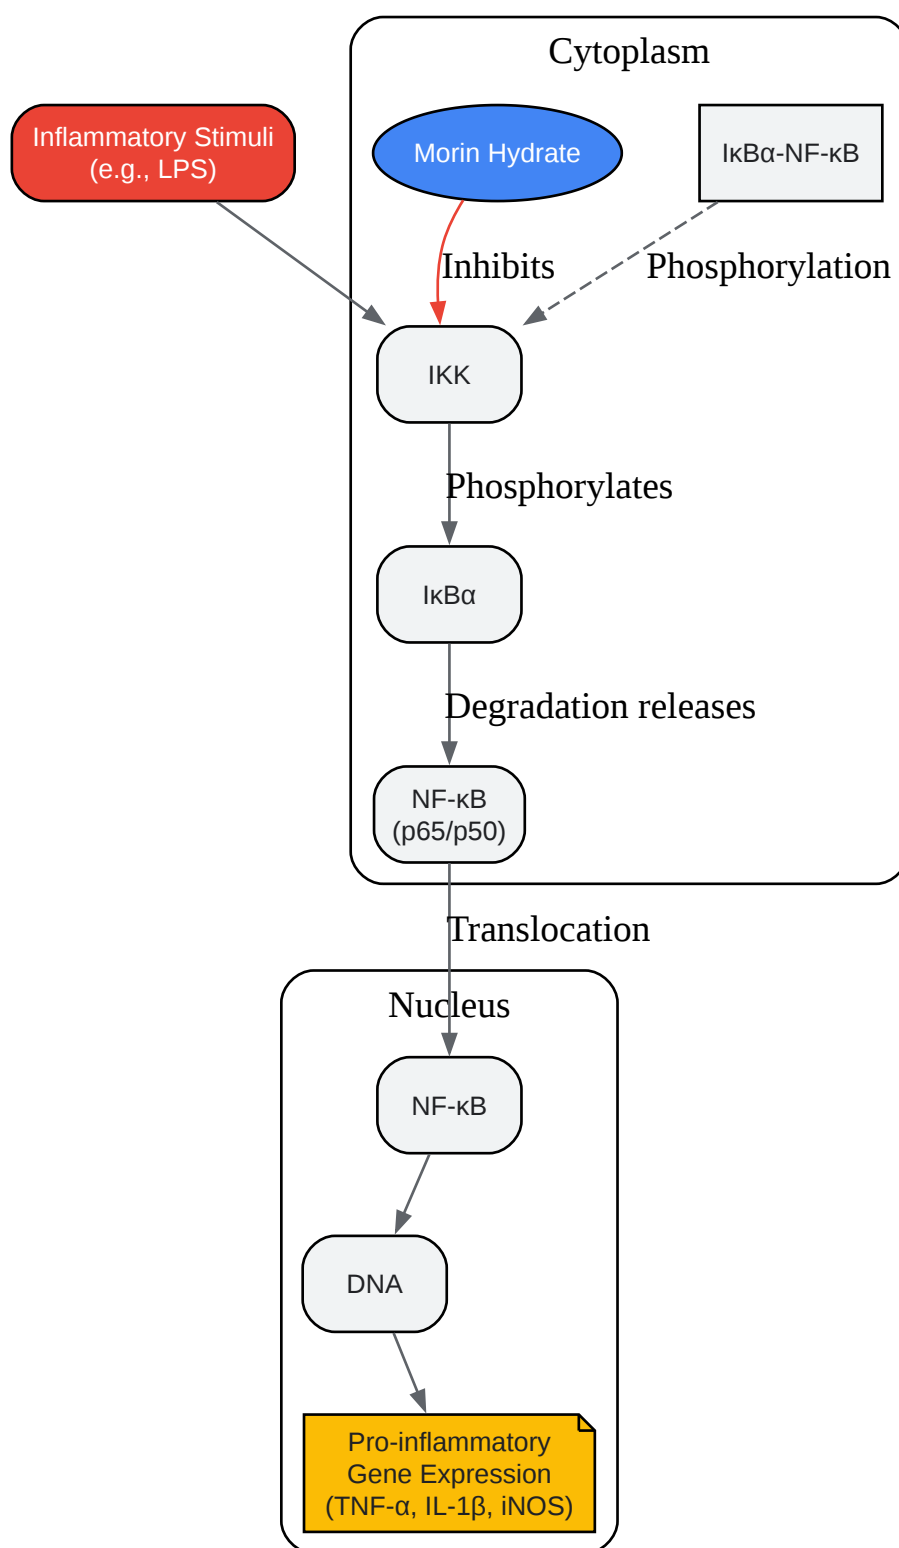 Cytoplasm
Inflammatory Stimuli
(e.g., LPS)
Morin Hydrate
IκBα-NF-κB
Inhibits
Phosphorylation
IKK
Phosphorylates
IκBα
Degradation releases
NF-κB
(p65/p50)
Translocation
Nucleus
NF-κB
DNA
Pro-inflammatory
Gene Expression
(TNF-α, IL-1β, iNOS)